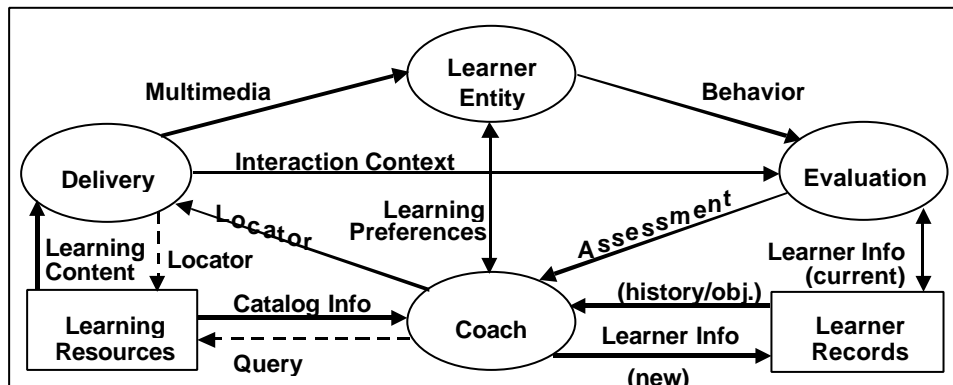 Learner
Entity
Multimedia
Behavior
Interaction Context
Delivery
Evaluation
Learning
Preferences
Locator
Assessment
Learning
Content
Locator
Learner Info
(current)
Catalog Info
(history/obj.)
Learning
Resources
Coach
Learner Info
Learner
Records
Query
(new)